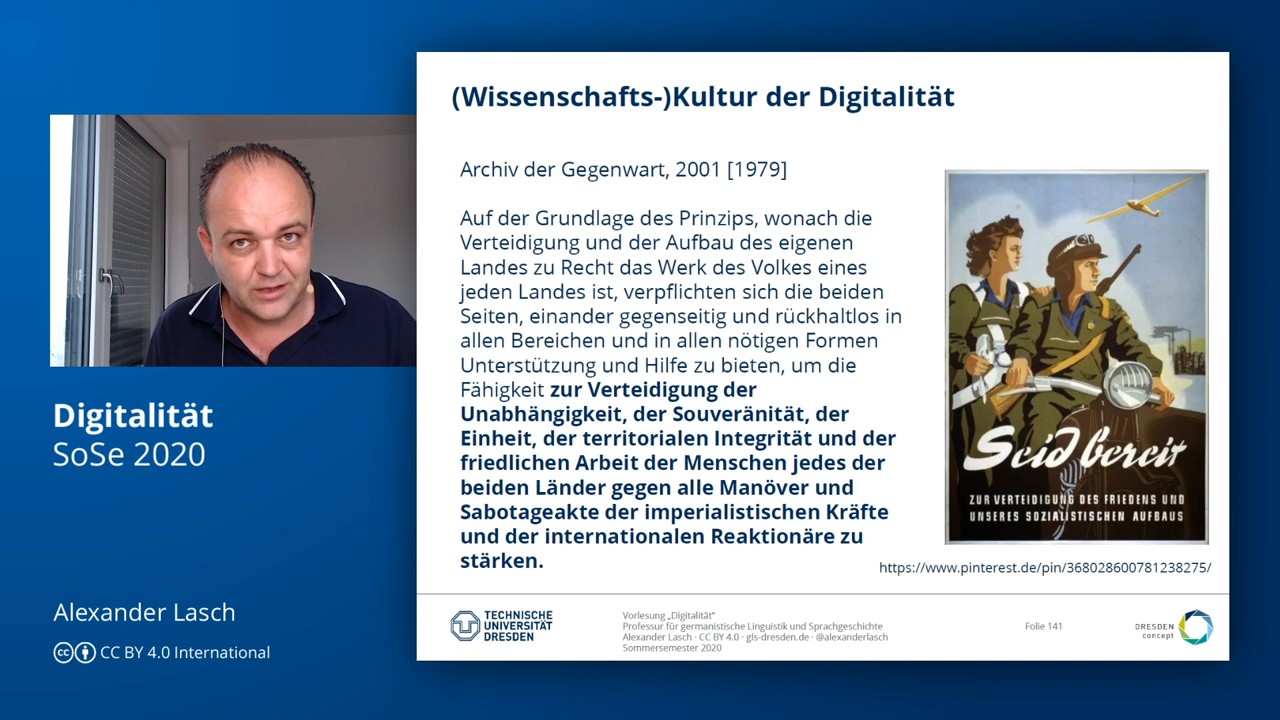 (Wissenschafts-)Kultur der Digitalität
Archiv der Gegenwart, 2001 [1979]
Auf der Grundlage des Prinzips, wonach die
Verteidigung und der Aufbau des eigenen
Landes zu Recht das Werk des Volkes eines
jeden Landes ist, verpflichten sich die beiden
Seiten, einander gegenseitig und rückhaltlos in
allen Bereichen und in allen nötigen Formen
Unterstützung und Hilfe zu bieten, um die
Fähigkeit zur Verteidigung der
Unabhängigkeit, der Souveränität, der
Einheit, der territorialen Integrität und der
friedlichen Arbeit der Menschen jedes der
beiden Länder gegen alle Manöver und
Sabotageakte der imperialistischen Kräfte
und der internationalen Reaktionäre zu
stärken.
Seid bereit
ZUR VERTEIDIGUNG DES FRIEDENS UND
UNSERES SOZIALISTISCHEN AUFBAUS
https://www.pinterest.de/pin/368028600781238275/
Digitalität
SoSe 2020
Alexander Lasch
CC BY 4.0 International
TECHNISCHE
UNIVERSITÄT
DRESDEN
Vorlesung „Digitalität"
Professur für germanistische Linguistik und Sprachgeschichte
Alexander Lasch · CC BY 4.0 · gls-dresden.de · @alexanderlasch
Sommersemester 2020
Folie 141
DRESDEN
concept